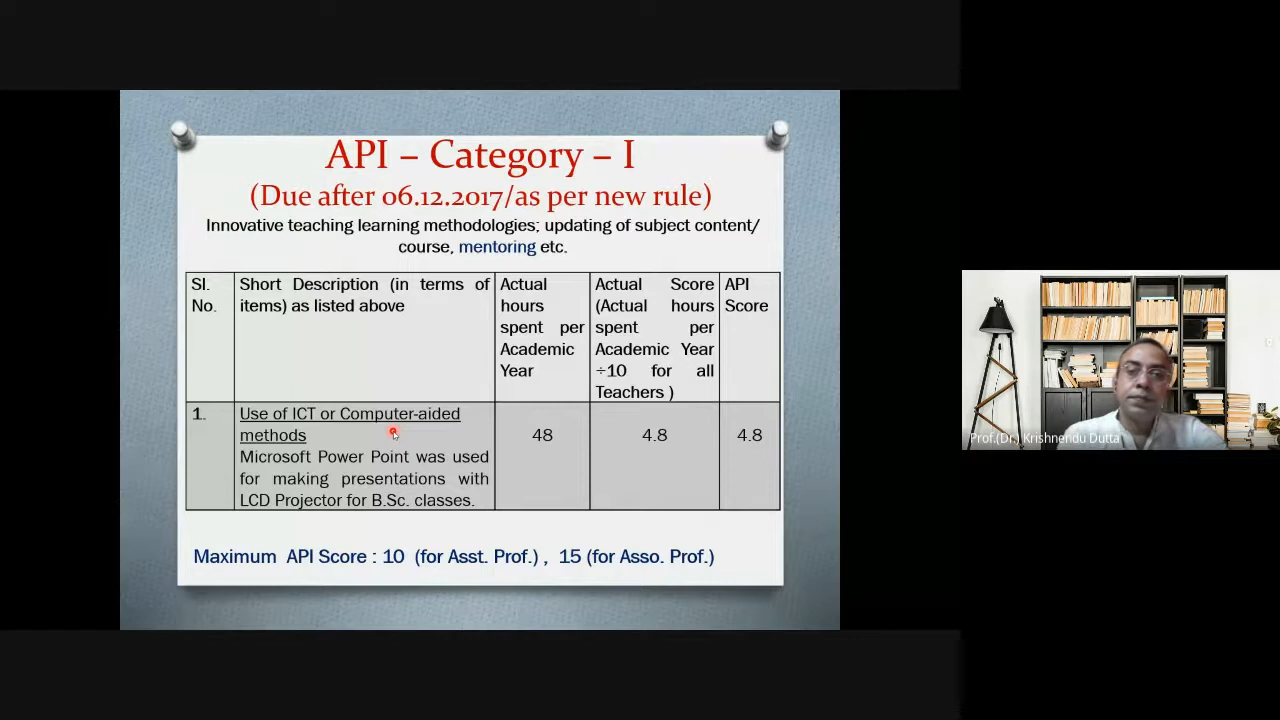 API – Category – I
(Due after 06.12.2017/as per new rule)
Innovative teaching learning methodologies; updating of subject content/
course, mentoring etc.
Sl.
No.
Short Description (in terms of
items) as listed above
Actual
hours
spent per
Academic
Year
Actual Score
(Actual hours
spent per
Academic Year
÷10 for all
Teachers )
API
Score
1.
Use of ICT or Computer-aided
methods
Microsoft Power Point was used
for making presentations with
LCD Projector for B.Sc. classes.
48
4.8
4.8
Maximum API Score : 10 (for Asst. Prof.) , 15 (for Asso. Prof.)
Prof.(Dr.) Krishnendu Dutta